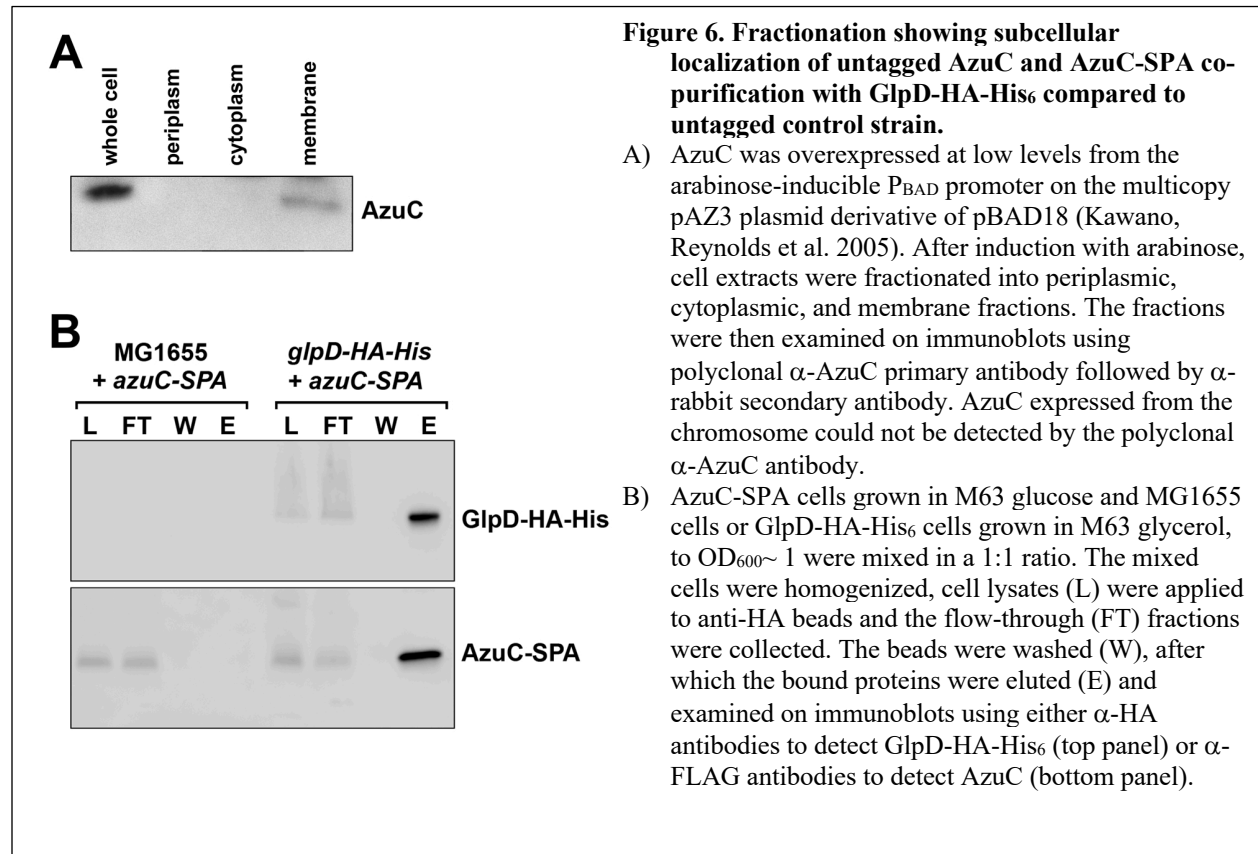 A
whole cell
periplasm
cytoplasm
membrane
AzuC
B
MG1655
+ azuC-SPA
glpD-HA-His
+ azuC-SPA
L FT W E L FT W E
GlpD-HA-His
AzuC-SPA
Figure 6. Fractionation showing subcellular
localization of untagged AzuC and AzuC-SPA co-
purification with GlpD-HA-His₆ compared to
untagged control strain.
A) AzuC was overexpressed at low levels from the
arabinose-inducible P_BAD promoter on the multicopy
pAZ3 plasmid derivative of pBAD18 (Kawano,
Reynolds et al. 2005). After induction with arabinose,
cell extracts were fractionated into periplasmic,
cytoplasmic, and membrane fractions. The fractions
were then examined on immunoblots using
polyclonal α-AzuC primary antibody followed by α-
rabbit secondary antibody. AzuC expressed from the
chromosome could not be detected by the polyclonal
α-AzuC antibody.
B) AzuC-SPA cells grown in M63 glucose and MG1655
cells or GlpD-HA-His₆ cells grown in M63 glycerol,
to OD₆₀₀~ 1 were mixed in a 1:1 ratio. The mixed
cells were homogenized, cell lysates (L) were applied
to anti-HA beads and the flow-through (FT) fractions
were collected. The beads were washed (W), after
which the bound proteins were eluted (E) and
examined on immunoblots using either α-HA
antibodies to detect GlpD-HA-His₆ (top panel) or α-
FLAG antibodies to detect AzuC (bottom panel).